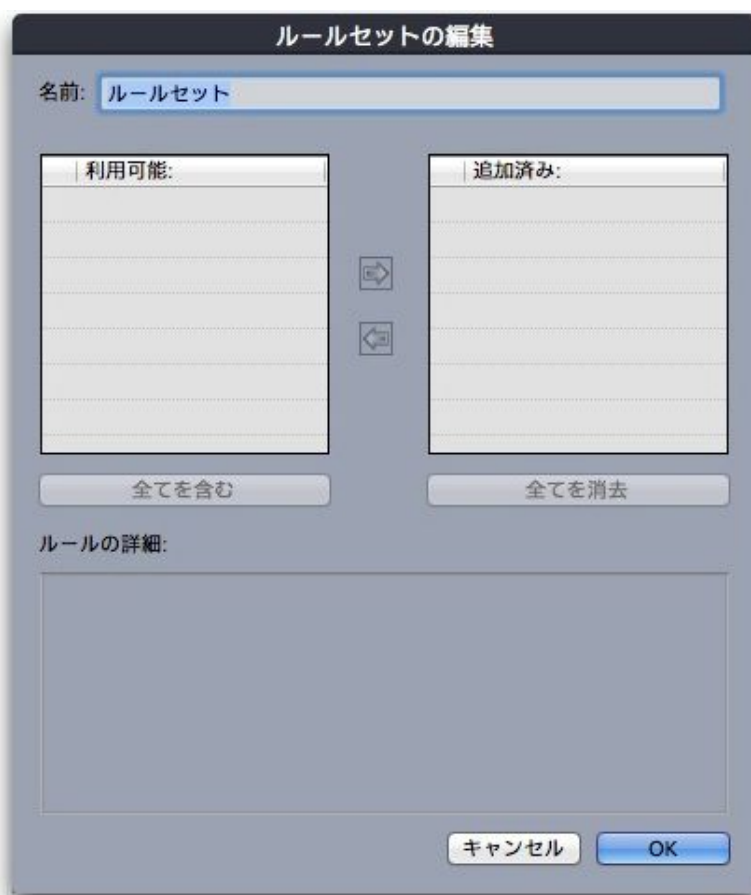 ルールセットの編集
名前: ルールセット
利用可能: 追加済み:
全てを含む 全てを消去
ルールの詳細:
キャンセル OK